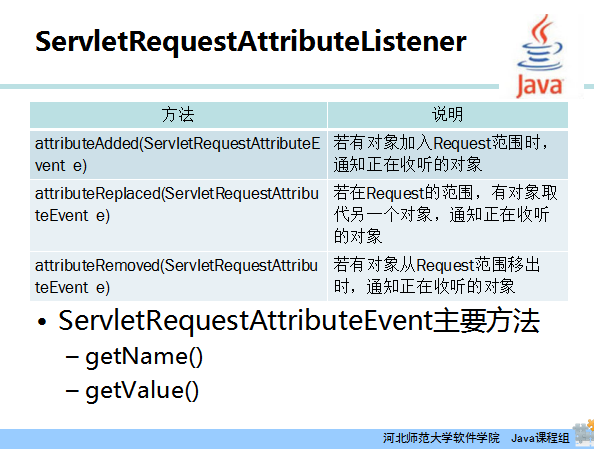 ServletRequestAttributeListener
Java
方法
说明
attributeAdded(ServletRequestAttributeE
vent e)
若有对象加入Request范围时，
通知正在收听的对象
attributeReplaced(ServletRequestAttribu
teEvent e)
若在Request的范围，有对象取
代另一个对象，通知正在收听
的对象
attributeRemoved(ServletRequestAttribu
teEvent e)
若有对象从Request范围移出
时，通知正在收听的对象
• ServletRequestAttributeEvent主要方法
– getName()
– getValue()
河北师范大学软件学院 Java课程组